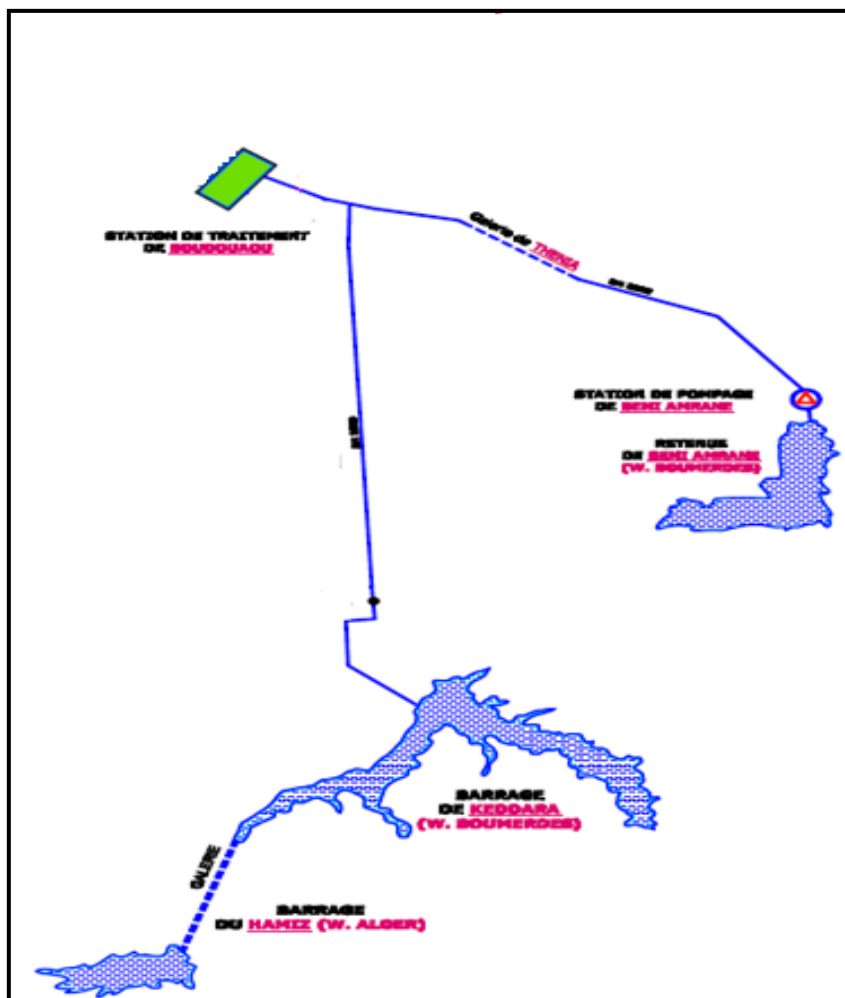 STATION DE TRAITEMENT
DE BOUDOUAOU
Galerie de THENIA
STATION DE POMPAGE
DE BENI AMRANE
RETENUE
DE BENI AMRANE
(W. BOUMERDES)
BARRAGE
DE KEDDARA
(W. BOUMERDES)
GALERIE
BARRAGE
DU HAMIZ (W. ALGER)